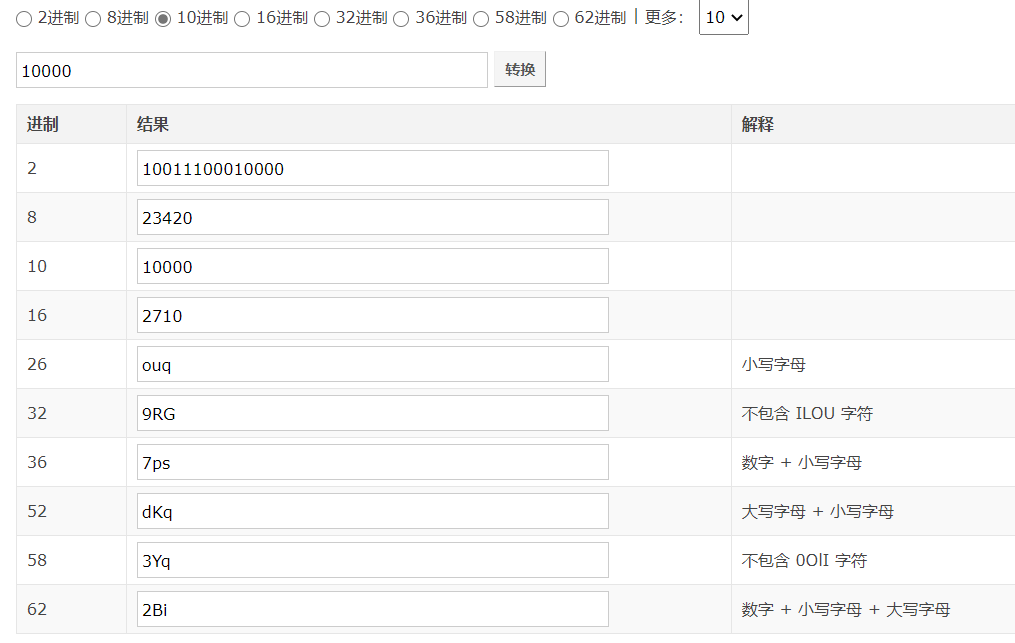 2进制 8进制 10进制 16进制 32进制 36进制 58进制 62进制 | 更多： 10
10000 转换
进制 结果 解释
2 10011100010000
8 23420
10 10000
16 2710
26 ouq 小写字母
32 9RG 不包含 ILOU 字符
36 7ps 数字 + 小写字母
52 dKq 大写字母 + 小写字母
58 3Yq 不包含 0OlI 字符
62 2Bi 数字 + 小写字母 + 大写字母